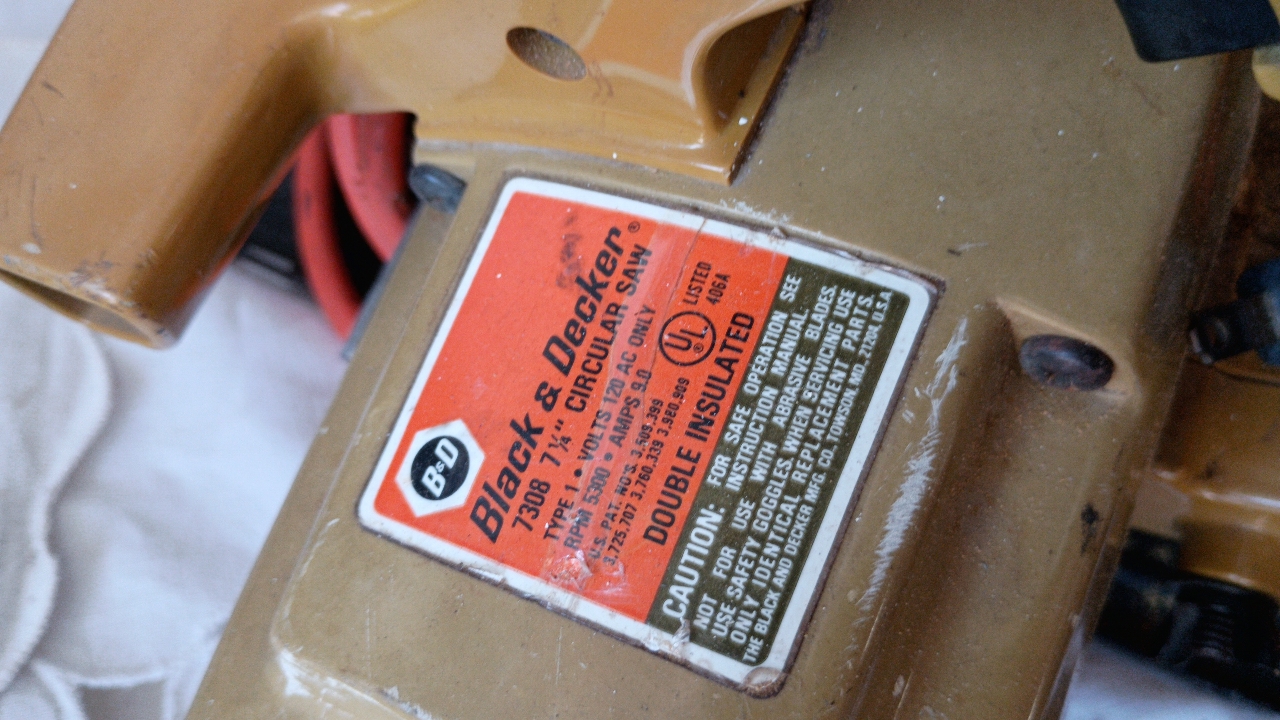 B&D
Black & Decker®
7308 7¼" CIRCULAR SAW
TYPE 1 • VOLTS 120 AC ONLY
RPM 5300 • AMPS 9.0
U.S. PAT. NO'S. 3,509,399
3,725,707 3,760,339 3,980,909
UL ®
LISTED
406A
DOUBLE INSULATED
CAUTION: FOR SAFE OPERATION SEE
INSTRUCTION MANUAL.
NOT FOR USE WITH ABRASIVE BLADES.
USE SAFETY GOGGLES. WHEN SERVICING USE
ONLY IDENTICAL REPLACEMENT PARTS.
THE BLACK AND DECKER MFG. CO. TOWSON, MD. 21204, U.S.A